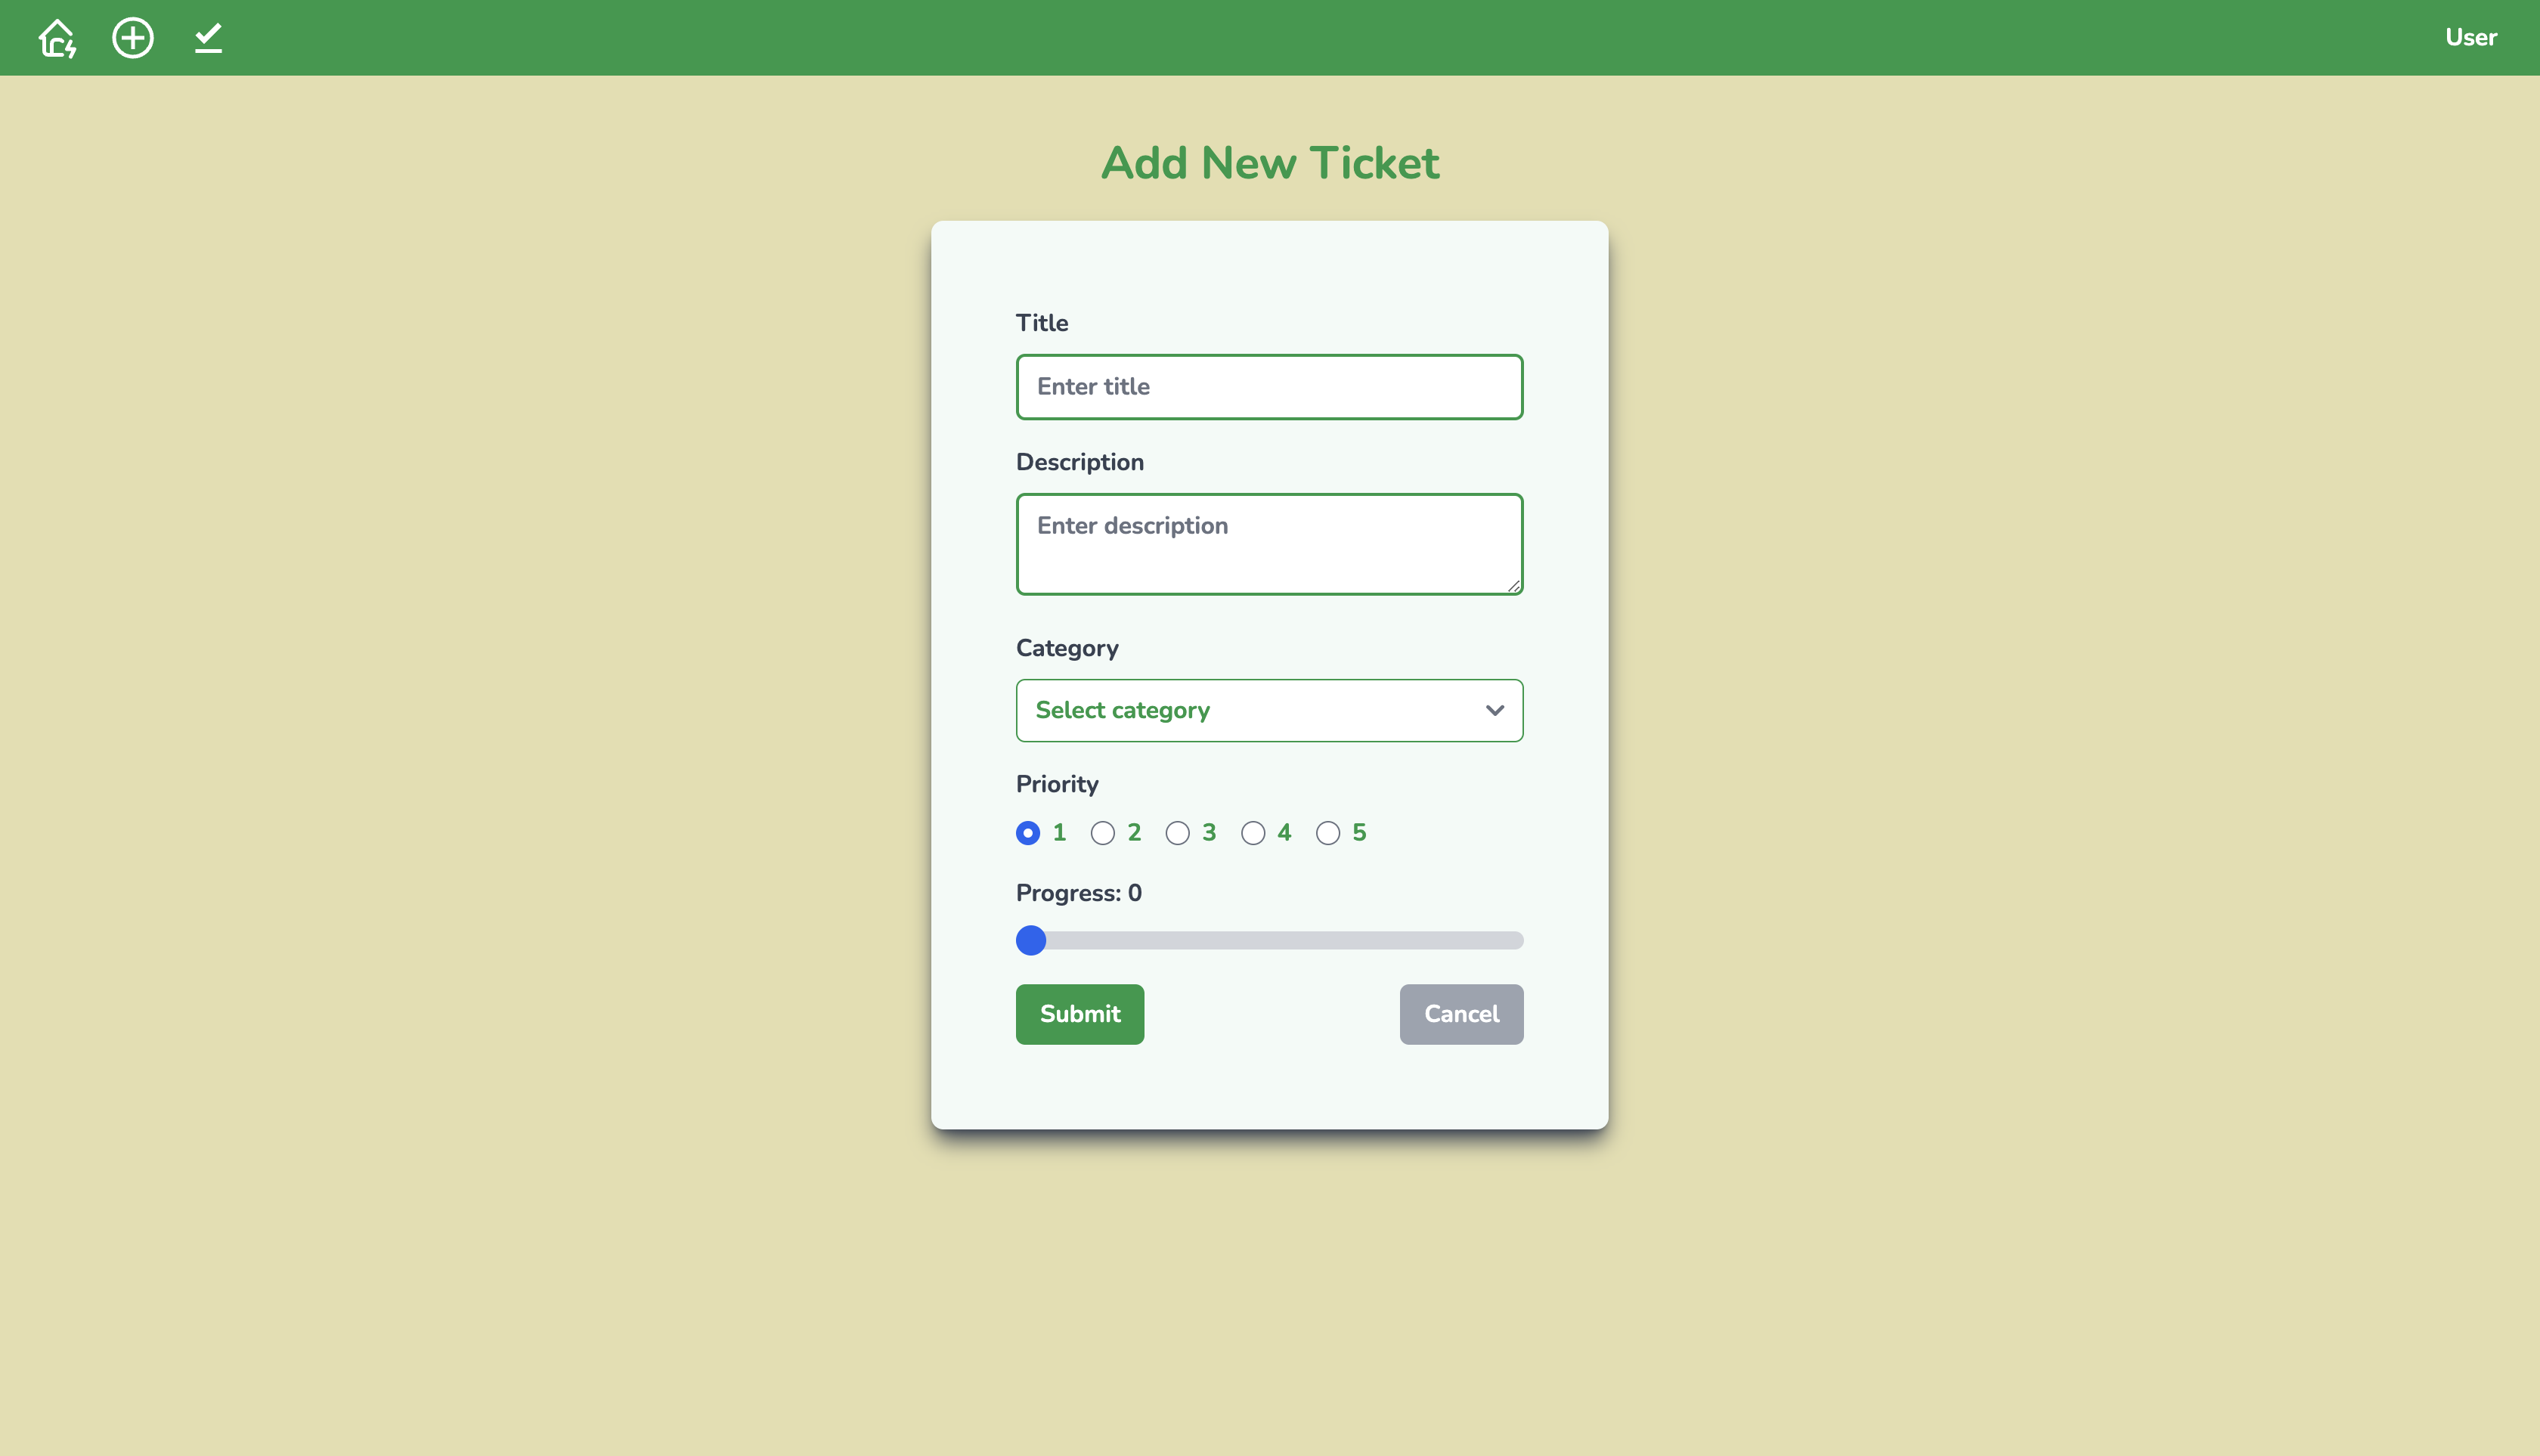 User
Add New Ticket
Title
Enter title
Description
Enter description
Category
Select category
Priority
1 2 3 4 5
Progress: 0
Submit Cancel